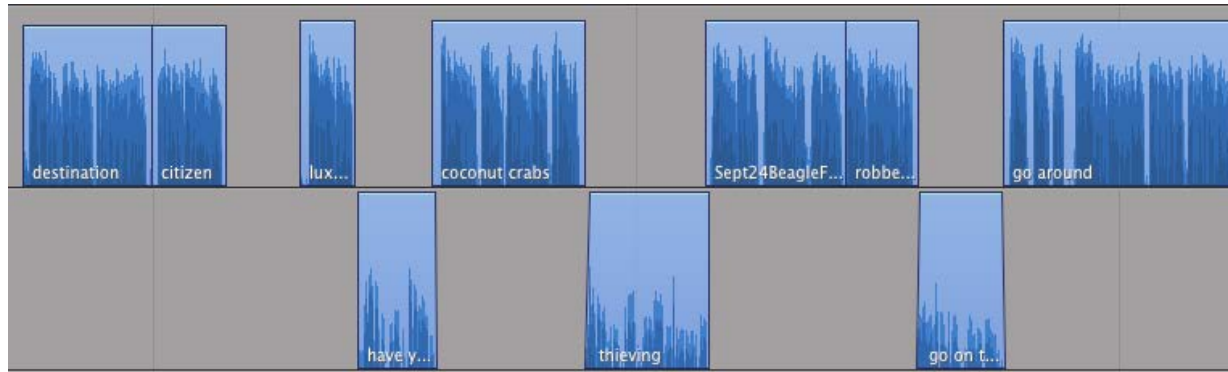 destination
citizen
lux...
coconut crabs
Sept24BeagleF...
robbe...
go around
have y...
thieving
go on t...